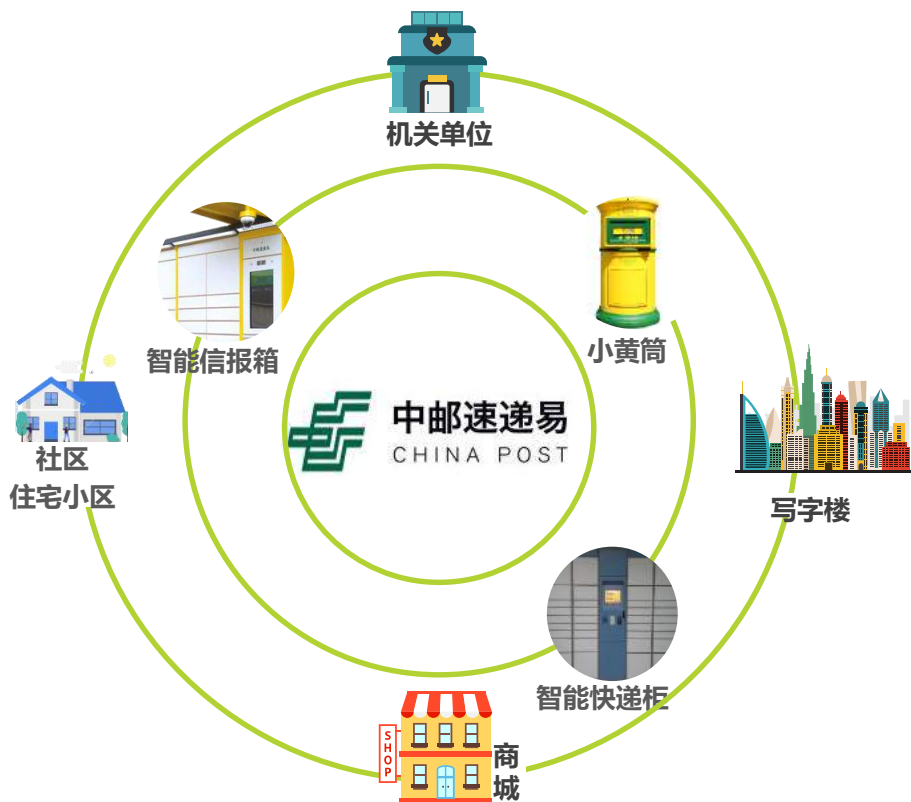 机关单位
智能信报箱
小黄筒
社区
住宅小区
中邮速递易
CHINA POST
写字楼
智能快递柜
SHOP
商
城